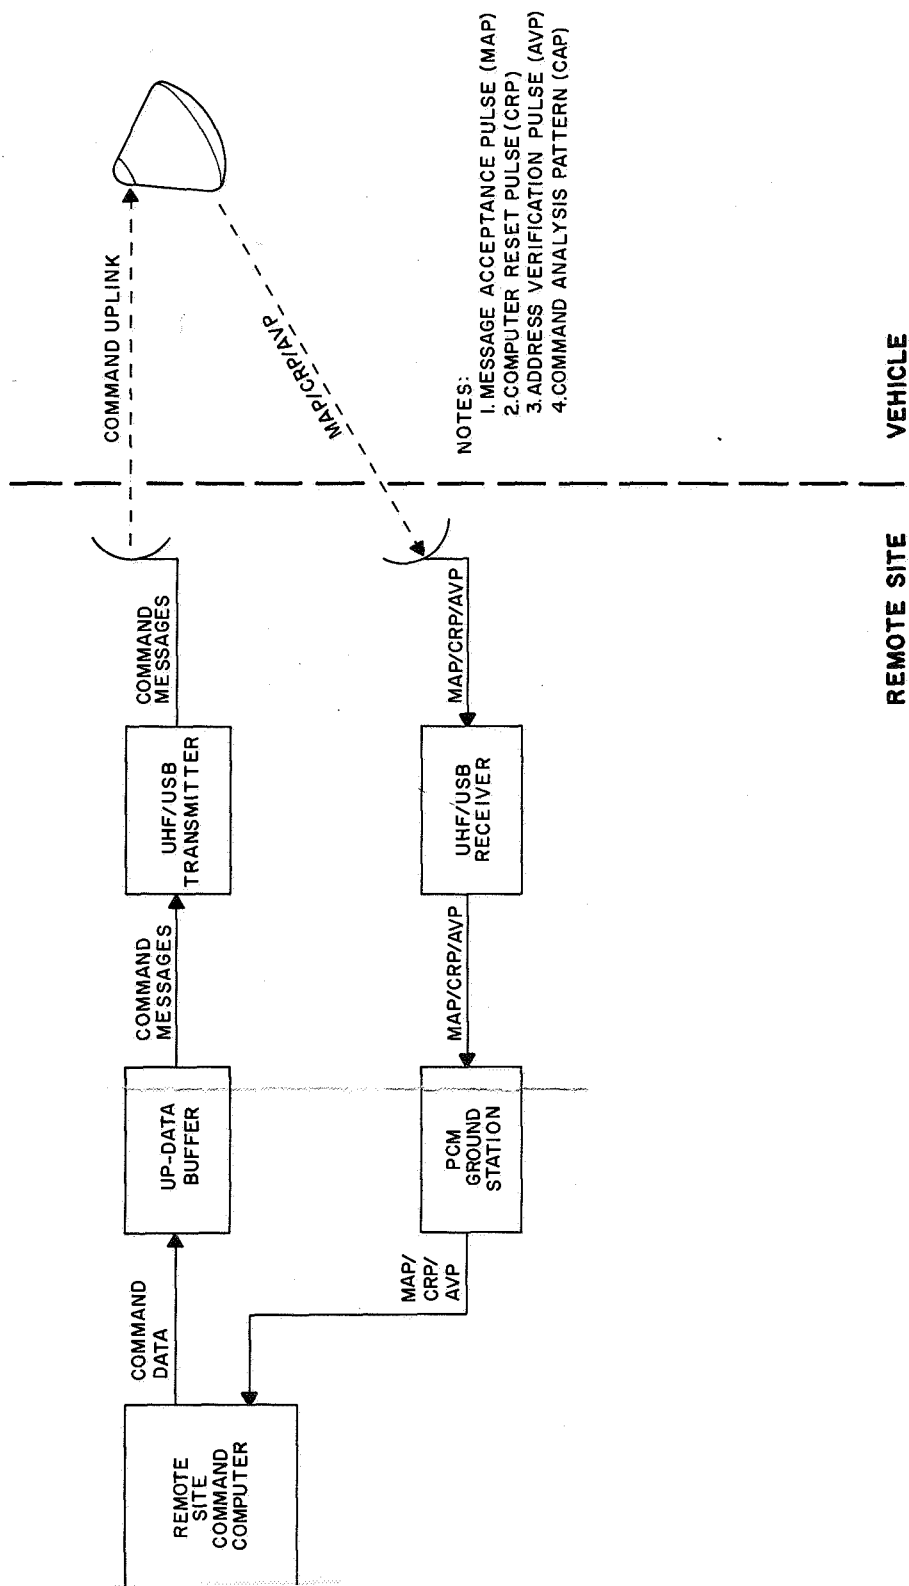 REMOTE
SITE
COMMAND
COMPUTER
COMMAND
DATA
UP-DATA
BUFFER
COMMAND
MESSAGES
UHF/USB
TRANSMITTER
COMMAND
MESSAGES
COMMAND UPLINK
MAP/CRP/AVP
MAP/
CRP/
AVP
PCM
GROUND
STATION
MAP/CRP/AVP
UHF/USB
RECEIVER
MAP/CRP/AVP
NOTES:
1. MESSAGE ACCEPTANCE PULSE (MAP)
2. COMPUTER RESET PULSE (CRP)
3. ADDRESS VERIFICATION PULSE (AVP)
4. COMMAND ANALYSIS PATTERN (CAP)
REMOTE SITE
VEHICLE